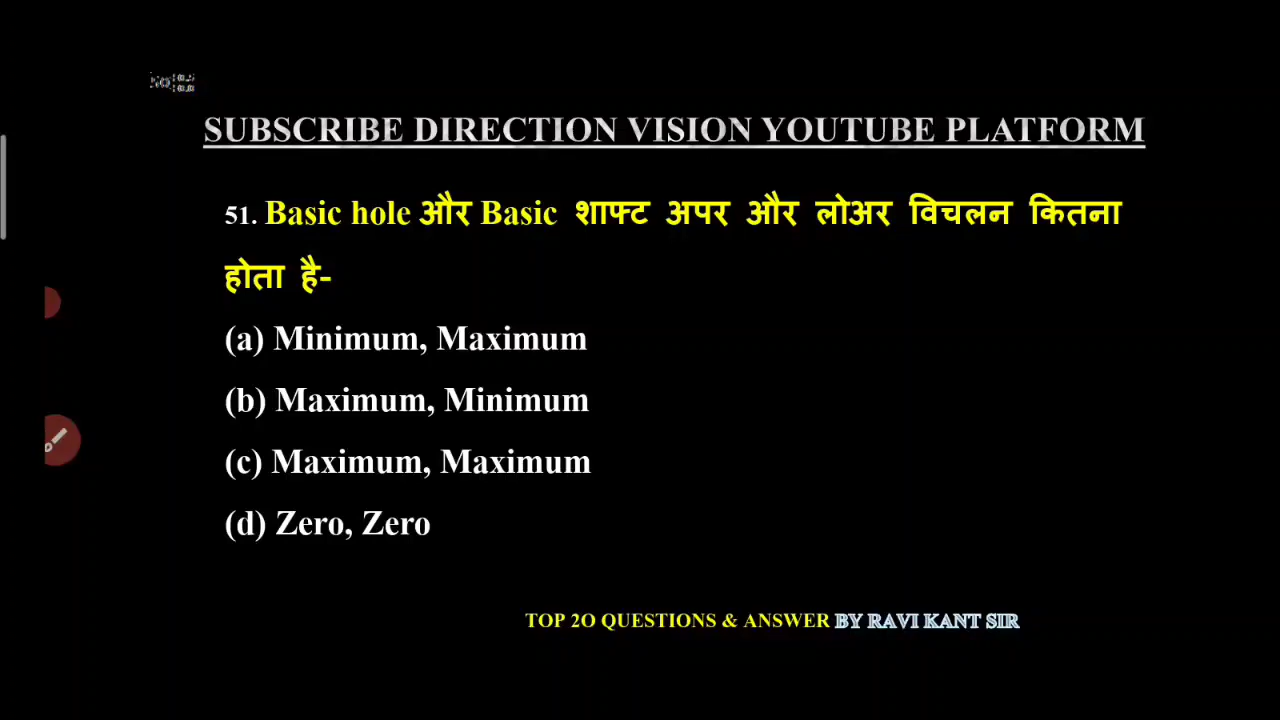 SUBSCRIBE DIRECTION VISION YOUTUBE PLATFORM
51. Basic hole और Basic शाफ्ट अपर और लोअर विचलन कितना
होता है-
(a) Minimum, Maximum
(b) Maximum, Minimum
(c) Maximum, Maximum
(d) Zero, Zero
TOP 2O QUESTIONS & ANSWER BY RAVI KANT SIR